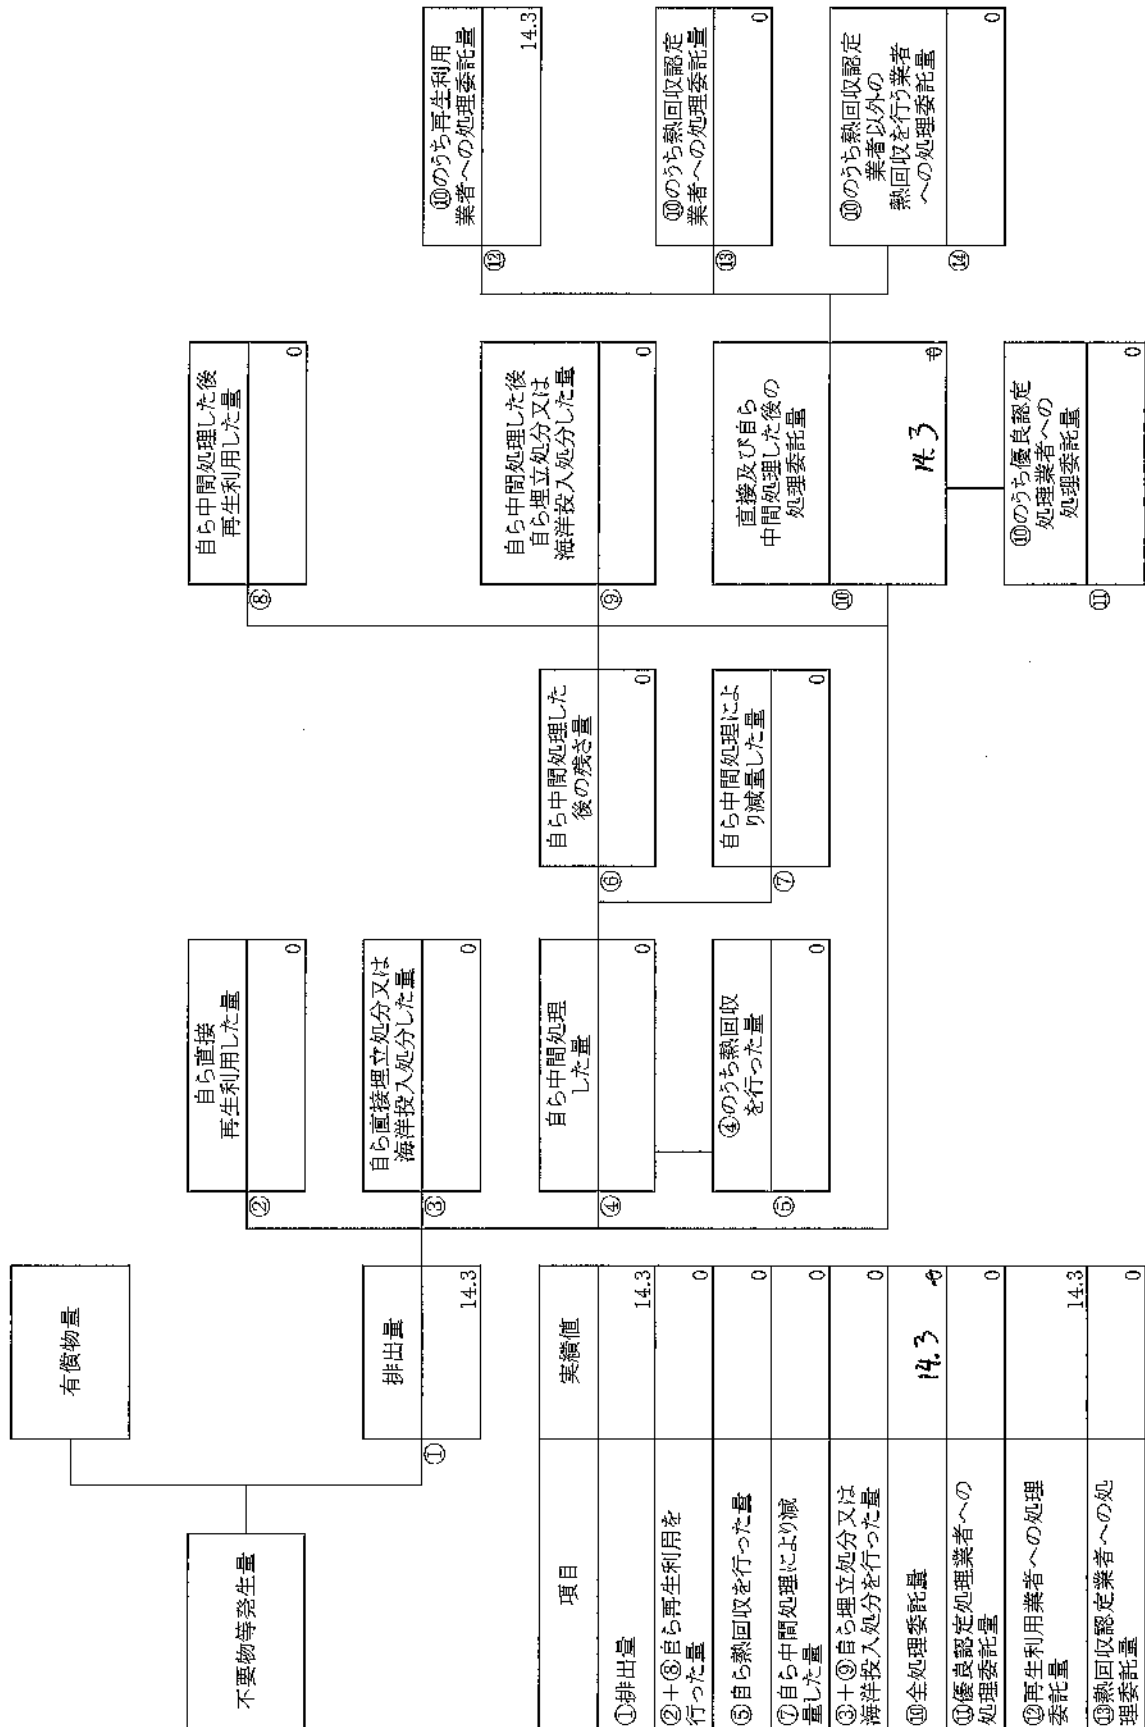 不要物等発生量
有償物量
①
排出量
14.3
②
自ら直接
再生利用した量
0
③
自ら直接埋立処分又は
海洋投入処分した量
0
④
自ら中間処理
した量
0
⑤
④のうち熱回収
を行った量
0
⑥
自ら中間処理した
後の残さ量
0
⑦
自ら中間処理によ
り減量した量
0
⑧
自ら中間処理した後
再生利用した量
0
⑨
自ら中間処理した後
自ら埋立処分又は
海洋投入処分した量
0
⑩
直接及び自ら
中間処理した後の
処理委託量
14.3 0
⑪
⑩のうち優良認定
処理業者への
処理委託量
0
⑫
⑩のうち再生利用
業者への処理委託量
14.3
⑬
⑩のうち熱回収認定
業者への処理委託量
0
⑭
⑩のうち熱回収認定
業者以外の
熱回収を行う業者
への処理委託量
0
項目 実績値
①排出量 14.3
②+⑧自ら再生利用を
行った量 0
⑤自ら熱回収を行った量 0
⑦自ら中間処理により減
量した量 0
③+⑨自ら埋立処分又は
海洋投入処分を行った量 0
⑩全処理委託量 14.3 0
⑪優良認定処理業者への
処理委託量 0
⑫再生利用業者への処理
委託量 14.3
⑬熱回収認定業者への処
理委託量 0